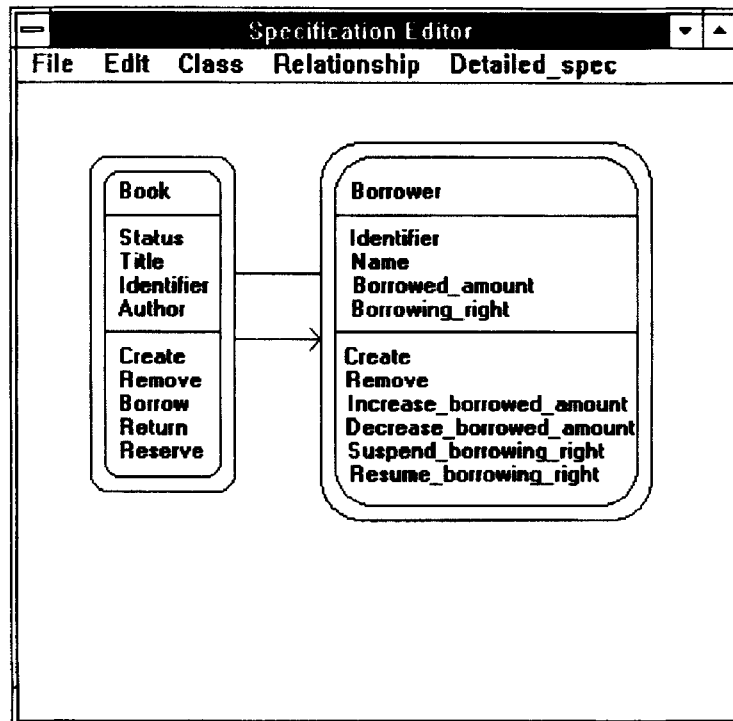 Specification Editor
File Edit Class Relationship Detailed_spec
Book
Status
Title
Identifier
Author
Create
Remove
Borrow
Return
Reserve
Borrower
Identifier
Name
Borrowed_amount
Borrowing_right
Create
Remove
Increase_borrowed_amount
Decrease_borrowed_amount
Suspend_borrowing_right
Resume_borrowing_right